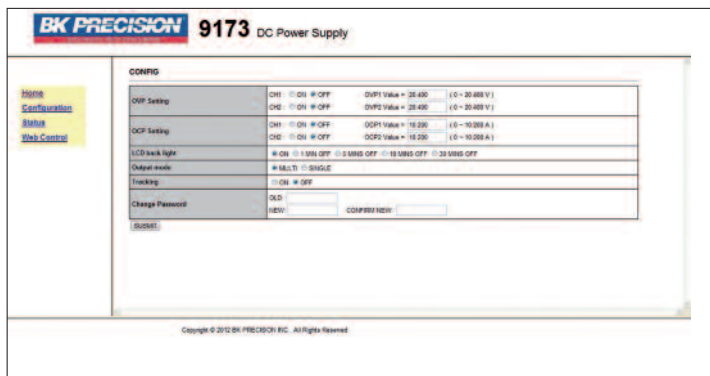 BK PRECISION 9173 DC Power Supply
CONFIG
Home
Configuration
Status
Web Control
OVP Setting
CH1 : ON OFF OVP1 Value = 20.400 ( 0 ~ 20.400 V )
CH2 : ON OFF OVP2 Value = 20.400 ( 0 ~ 20.400 V )
OCP Setting
CH1 : ON OFF OCP1 Value = 10.200 ( 0 ~ 10.200 A )
CH2 : ON OFF OCP2 Value = 10.200 ( 0 ~ 10.200 A )
LCD back light ON 1 MIN OFF 5 MINS OFF 10 MINS OFF 30 MINS OFF
Output mode MULTI SINGLE
Tracking ON OFF
Change Password
OLD :
NEW : CONFIRM NEW :
SUBMIT
Copyright © 2012 BK PRECISION INC . All Rights Reserved